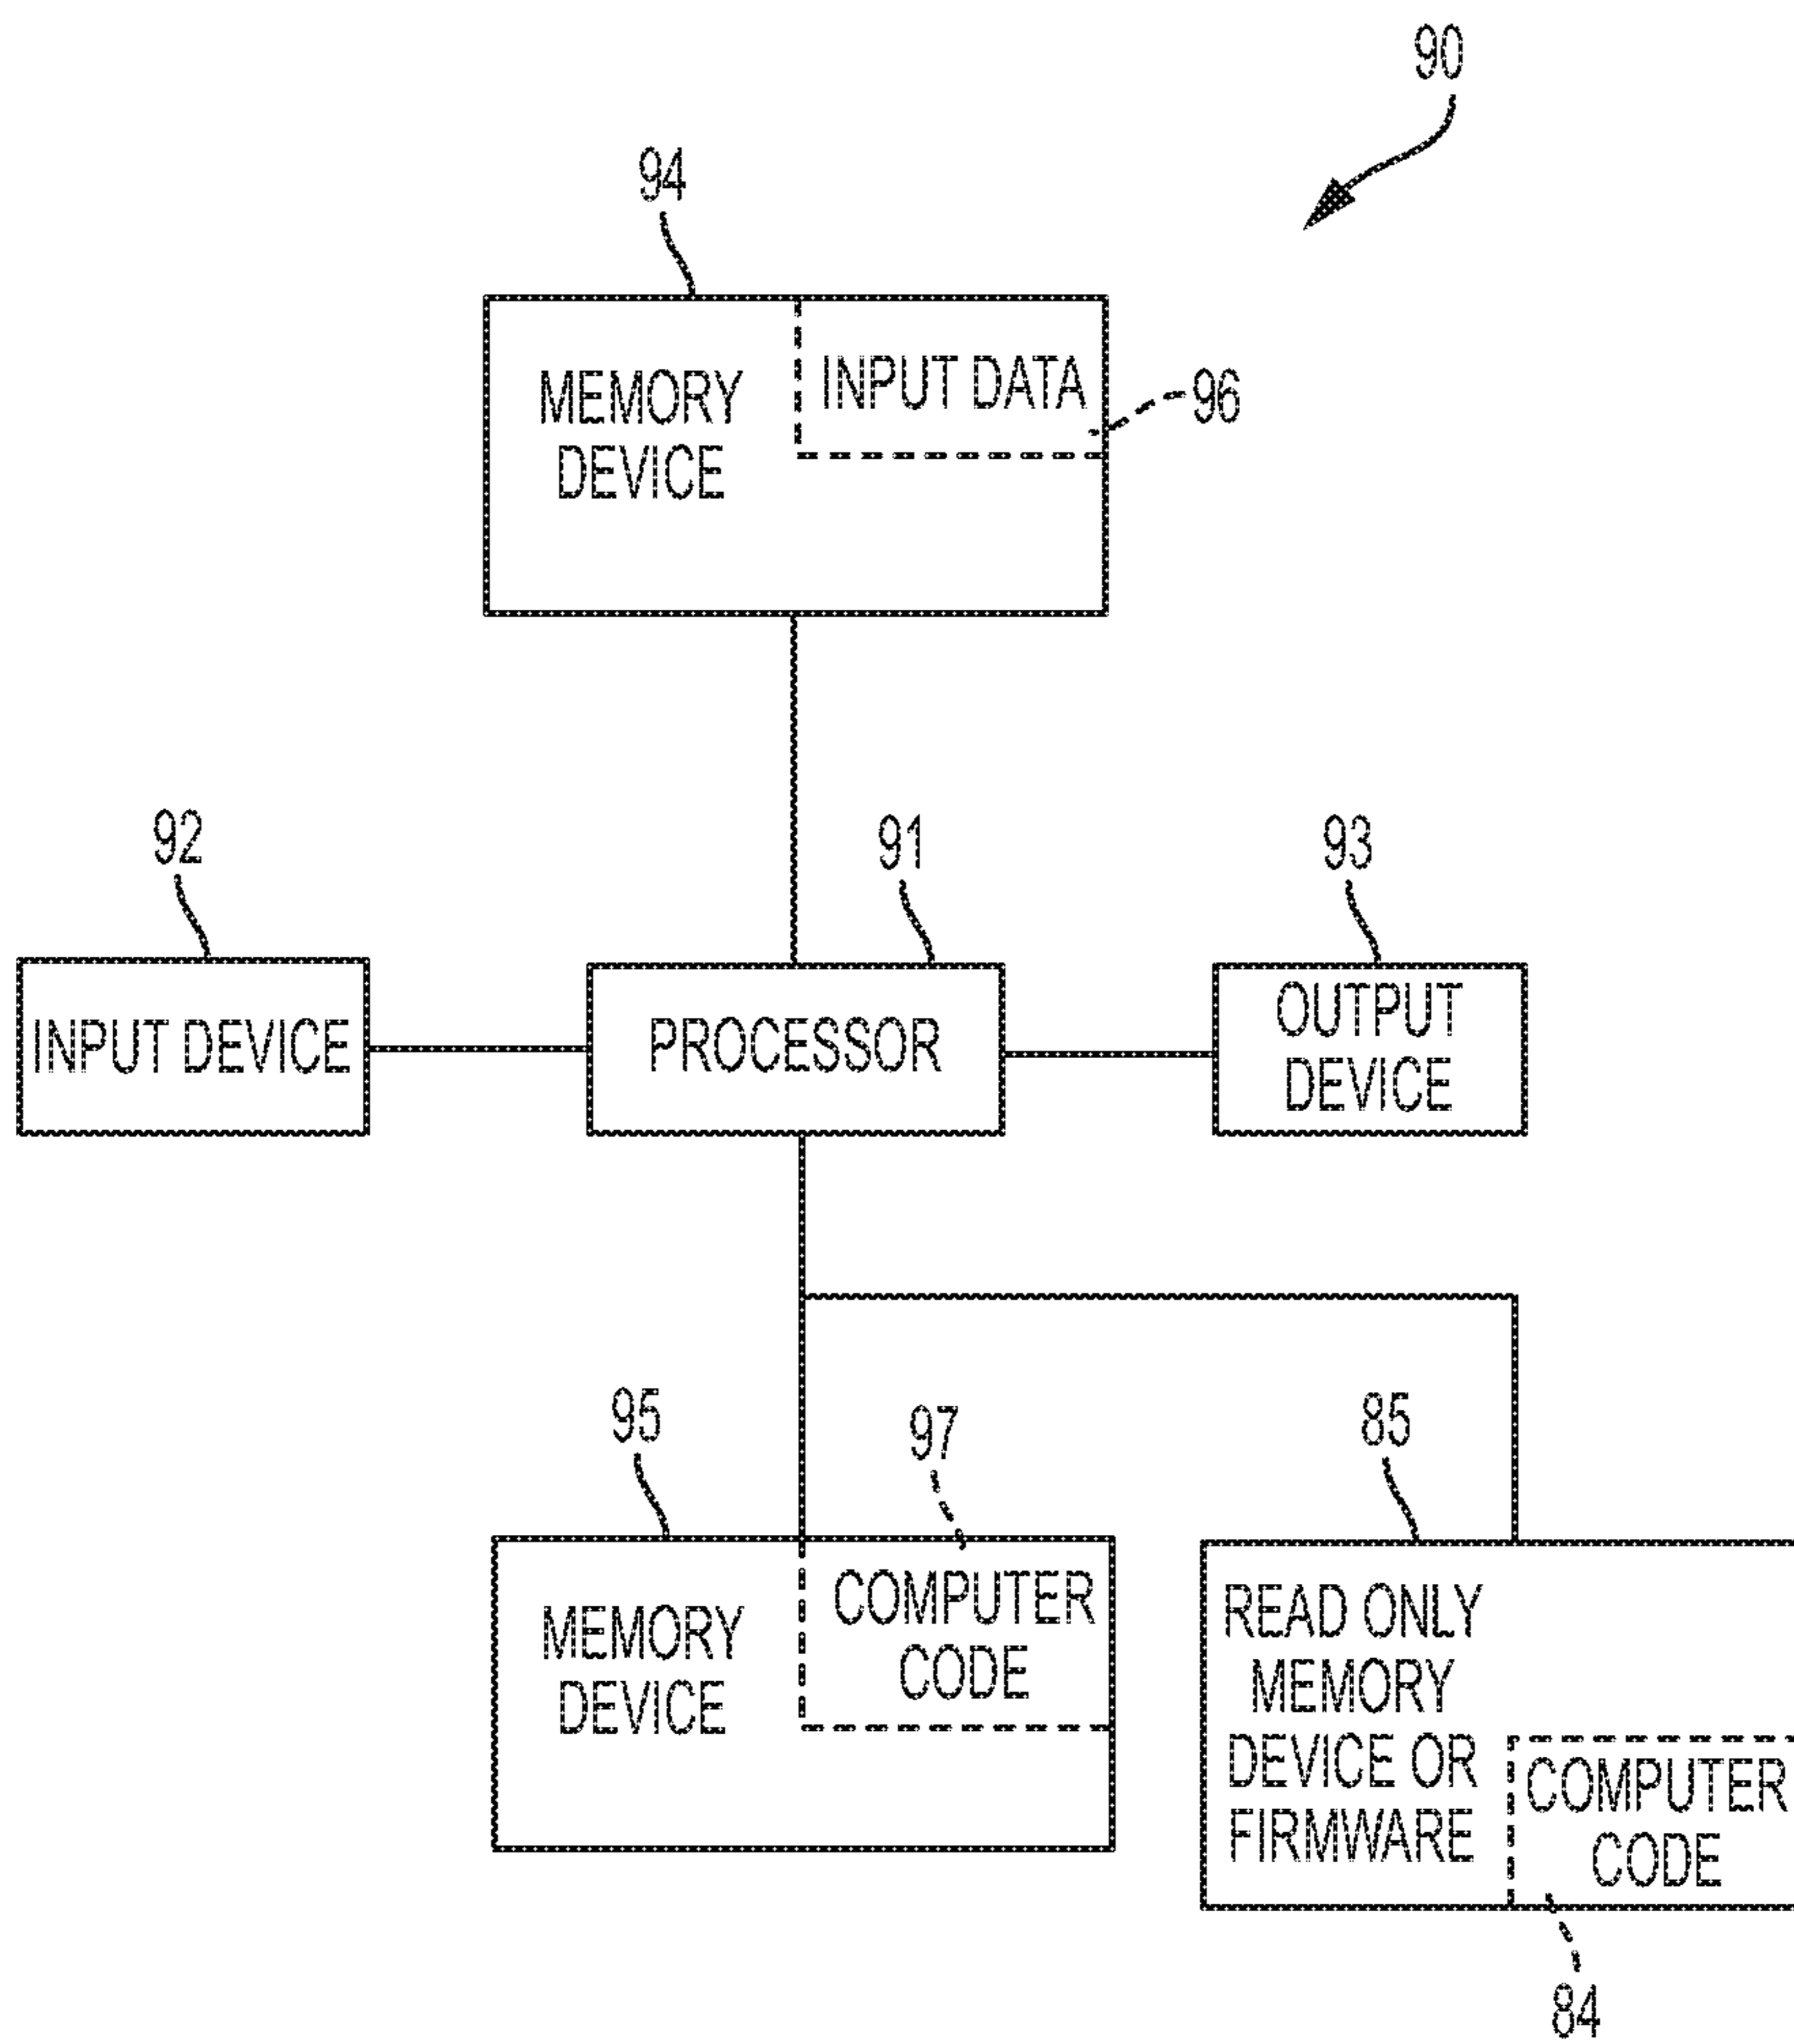 90
94
MEMORY
DEVICE
INPUT DATA
96
92
91
93
INPUT DEVICE
PROCESSOR
OUTPUT
DEVICE
95
97
85
MEMORY
DEVICE
COMPUTER
CODE
READ ONLY
MEMORY
DEVICE OR
FIRMWARE
COMPUTER
CODE
84